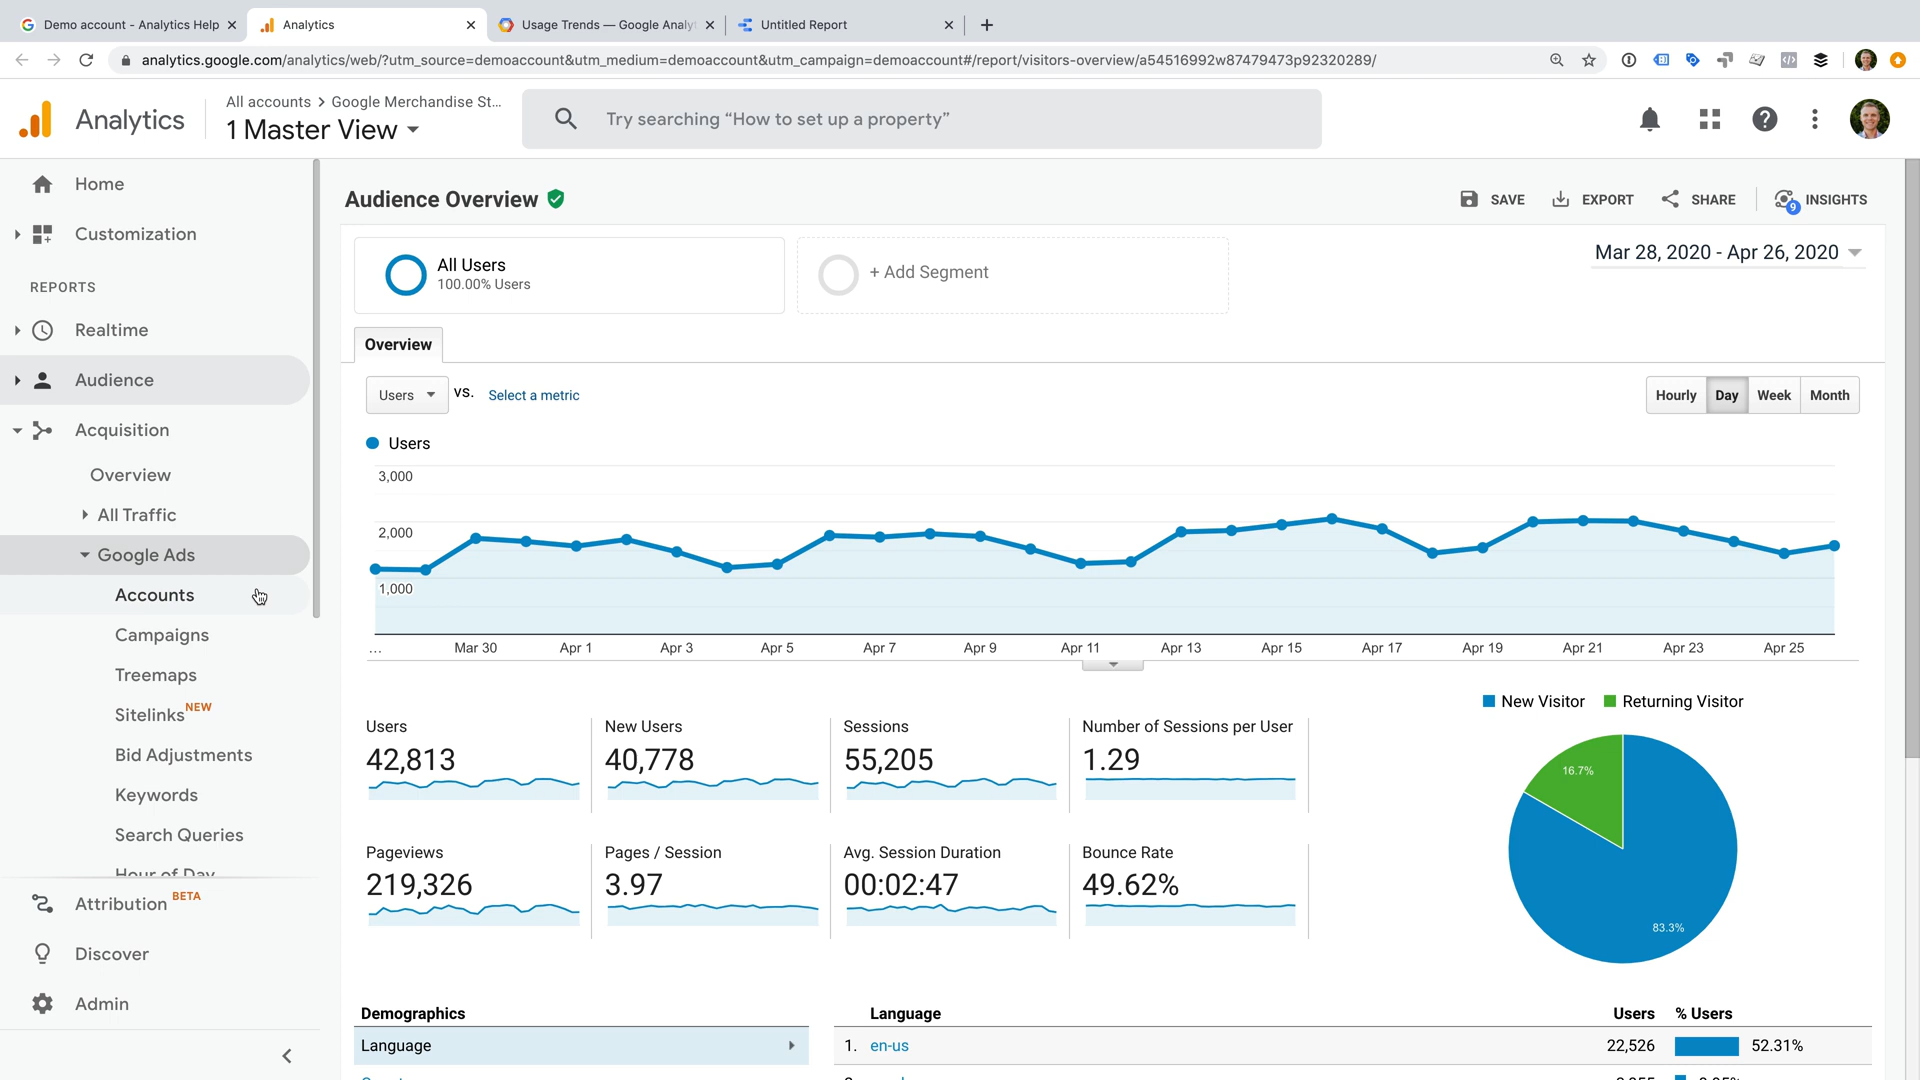 Demo account - Analytics Help
Analytics
Usage Trends — Google Analy
Untitled Report
analytics.google.com/analytics/web/?utm_source=demoaccount&utm_medium=demoaccount&utm_campaign=demoaccount#/report/visitors-overview/a54516992w87479473p92320289/
Analytics
All accounts > Google Merchandise St...
1 Master View
Try searching “How to set up a property”
Home
Customization
REPORTS
Realtime
Audience
Acquisition
Overview
All Traffic
Google Ads
Accounts
Campaigns
Treemaps
Sitelinks NEW
Bid Adjustments
Keywords
Search Queries
Hour of Day
Attribution BETA
Discover
Admin
Audience Overview
SAVE
EXPORT
SHARE
9
INSIGHTS
All Users
100.00% Users
+ Add Segment
Mar 28, 2020 - Apr 26, 2020
Overview
Users
VS.
Select a metric
Hourly
Day
Week
Month
Users
3,000
2,000
1,000
... Mar 30 Apr 1 Apr 3 Apr 5 Apr 7 Apr 9 Apr 11 Apr 13 Apr 15 Apr 17 Apr 19 Apr 21 Apr 23 Apr 25
Users
42,813
New Users
40,778
Sessions
55,205
Number of Sessions per User
1.29
Pageviews
219,326
Pages / Session
3.97
Avg. Session Duration
00:02:47
Bounce Rate
49.62%
New Visitor
Returning Visitor
16.7%
83.3%
Demographics
Language
Language Users % Users
1. en-us 22,526 52.31%